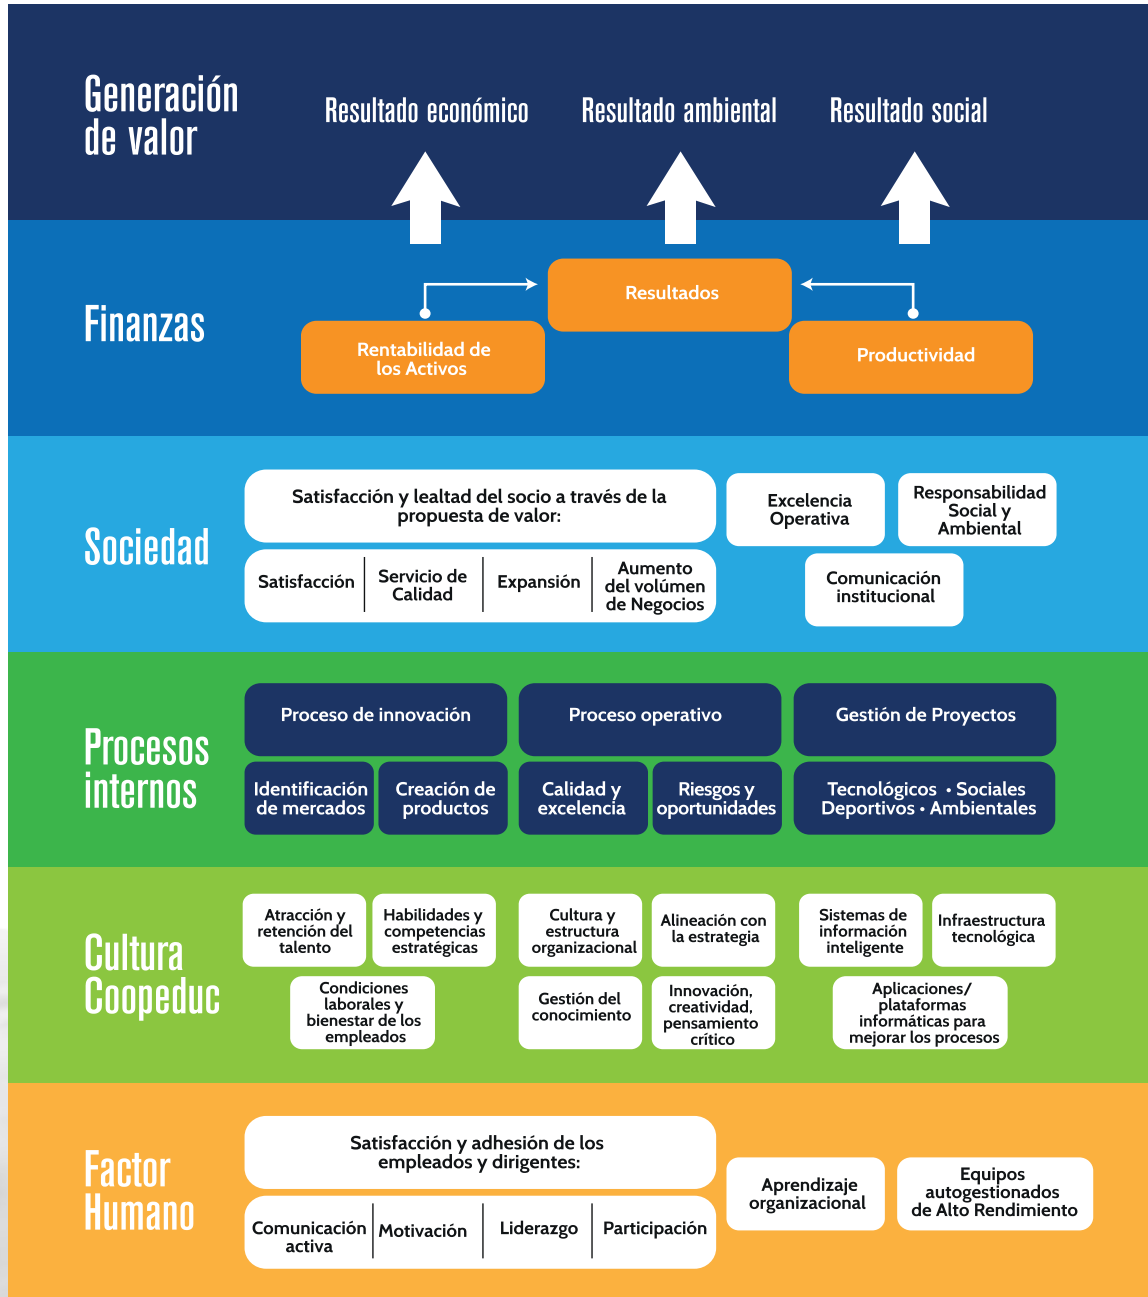 Generación
de valor
Resultado económico
Resultado ambiental
Resultado social
Finanzas
Resultados
Rentabilidad de
los Activos
Productividad
Sociedad
Satisfacción y lealtad del socio a través de la
propuesta de valor:
Satisfacción
Servicio de
Calidad
Expansión
Aumento
del volúmen
de Negocios
Excelencia
Operativa
Responsabilidad
Social y
Ambiental
Comunicación
institucional
Procesos
internos
Proceso de innovación
Proceso operativo
Gestión de Proyectos
Identificación
de mercados
Creación de
productos
Calidad y
excelencia
Riesgos y
oportunidades
Tecnológicos • Sociales
Deportivos • Ambientales
Cultura
Coopeduc
Atracción y
retención del
talento
Habilidades y
competencias
estratégicas
Cultura y
estructura
organizacional
Alineación con
la estrategia
Sistemas de
información
inteligente
Infraestructura
tecnológica
Condiciones
laborales y
bienestar de los
empleados
Gestión del
conocimiento
Innovación,
creatividad,
pensamiento
crítico
Aplicaciones/
plataformas
informáticas para
mejorar los procesos
Factor
Humano
Satisfacción y adhesión de los
empleados y dirigentes:
Comunicación
activa
Motivación
Liderazgo
Participación
Aprendizaje
organizacional
Equipos
autogestionados
de Alto Rendimiento